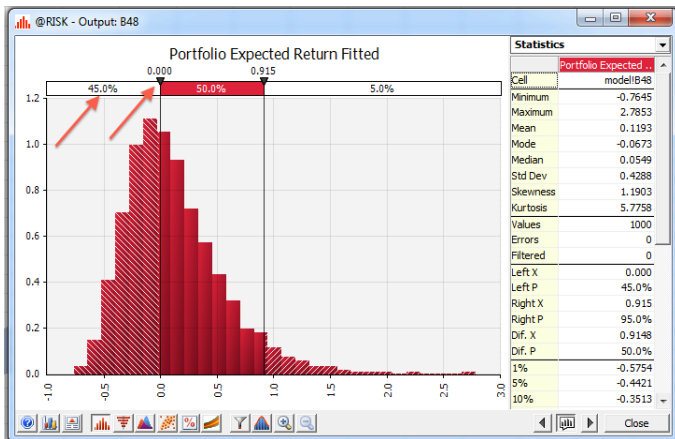 @RISK - Output: B48
Portfolio Expected Return Fitted
0.000 0.915
45.0% 50.0% 5.0%
1.2
1.0
0.8
0.6
0.4
0.2
0.0
-1.0 -0.5 0.0 0.5 1.0 1.5 2.0 2.5 3.0
Statistics
Portfolio Expected ..
Cell model!B48
Minimum -0.7645
Maximum 2.7853
Mean 0.1193
Mode -0.0673
Median 0.0549
Std Dev 0.4288
Skewness 1.1903
Kurtosis 5.7758
Values 1000
Errors 0
Filtered 0
Left X 0.000
Left P 45.0%
Right X 0.915
Right P 95.0%
Dif. X 0.9148
Dif. P 50.0%
1% -0.5754
5% -0.4421
10% -0.3513
Close